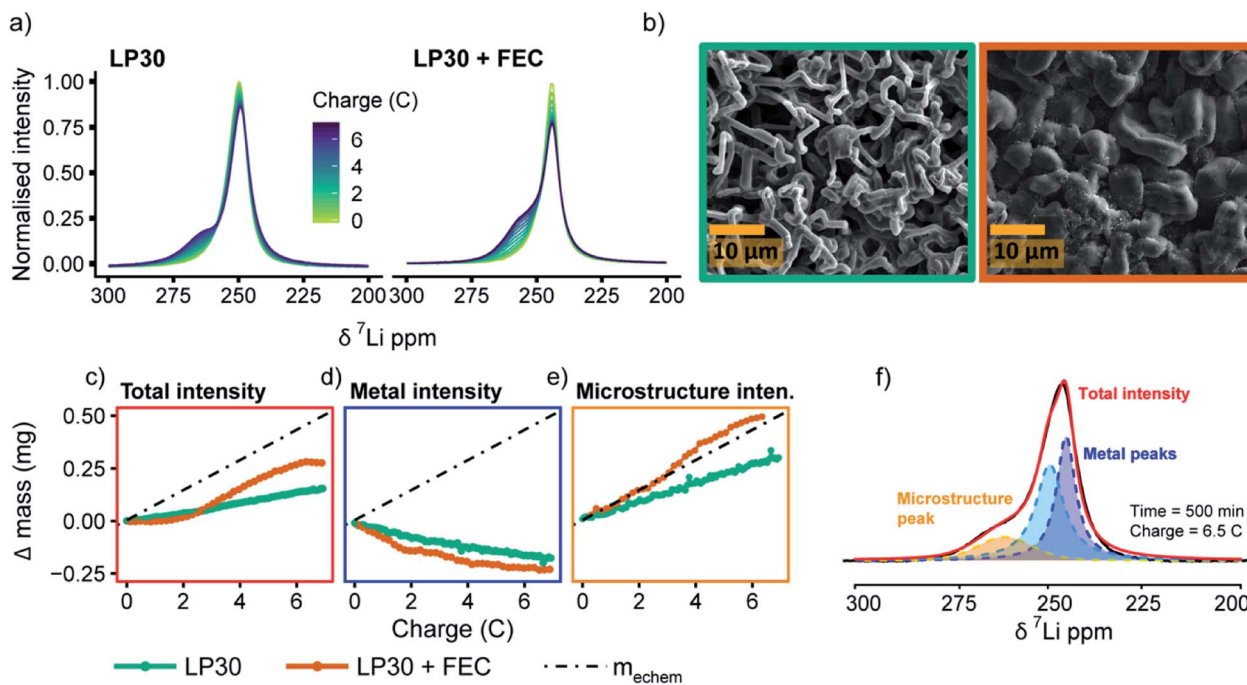 a)
b)
LP30
LP30 + FEC
Normalised intensity
1.00
0.75
0.50
0.25
0.00
Charge (C)
6
4
2
0
300 275 250 225 200
300 275 250 225 200
δ ⁷Li ppm
10 µm
10 µm
c) Total intensity
d) Metal intensity
e) Microstructure inten.
f)
Δ mass (mg)
0.50
0.25
0.00
−0.25
0 2 4 6
0 2 4 6
0 2 4 6
Charge (C)
Total intensity
Metal peaks
Microstructure
peak
Time = 500 min
Charge = 6.5 C
300 275 250 225 200
δ ⁷Li ppm
LP30
LP30 + FEC
mechem